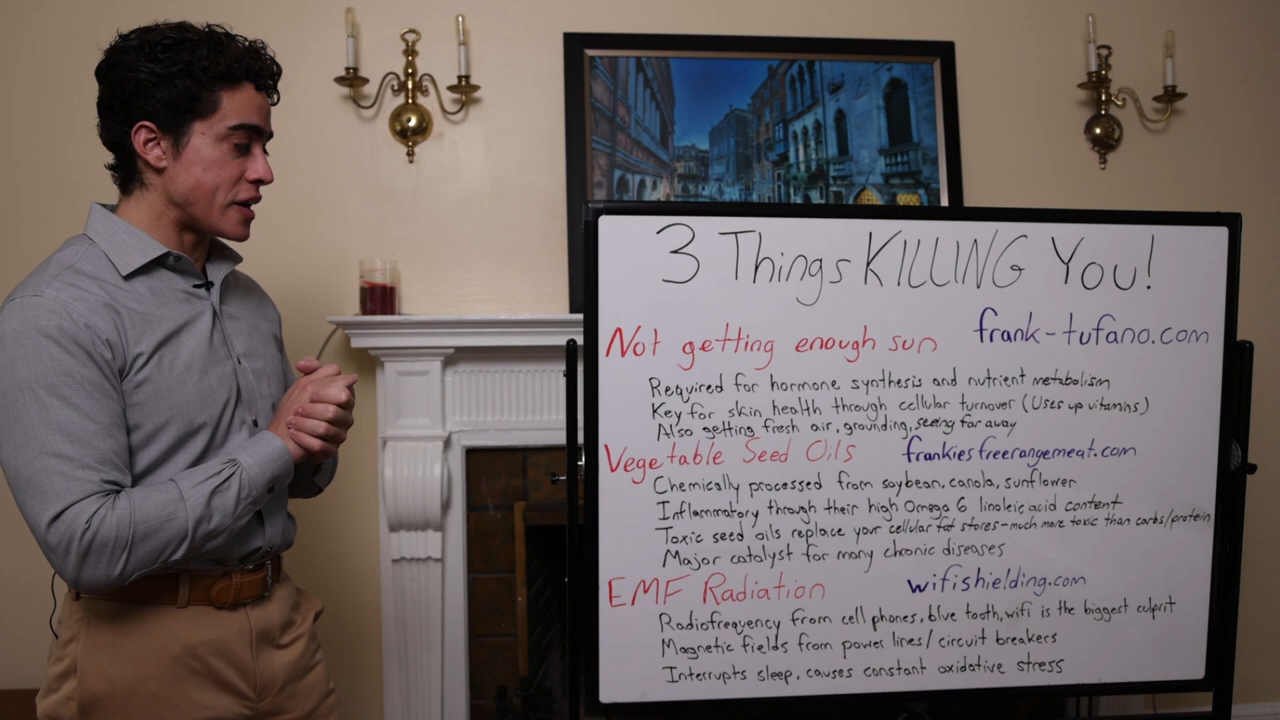 3 Things KILLING You!
Not getting enough sun frank-tufano.com
Required for hormone synthesis and nutrient metabolism
Key for skin health through cellular turnover (Uses up vitamins)
Also getting fresh air, grounding, seeing far away
Vegetable Seed Oils frankiesfreerangemeat.com
Chemically processed from soybean, canola, sunflower
Inflammatory through their high Omega 6 linoleic acid content
Toxic seed oils replace your cellular fat stores-much more toxic than carbs/protein
Major catalyst for many chronic diseases
EMF Radiation wifishielding.com
Radiofrequency from cell phones, blue tooth, wifi is the biggest culprit
Magnetic fields from power lines/circuit breakers
Interrupts sleep, causes constant oxidative stress